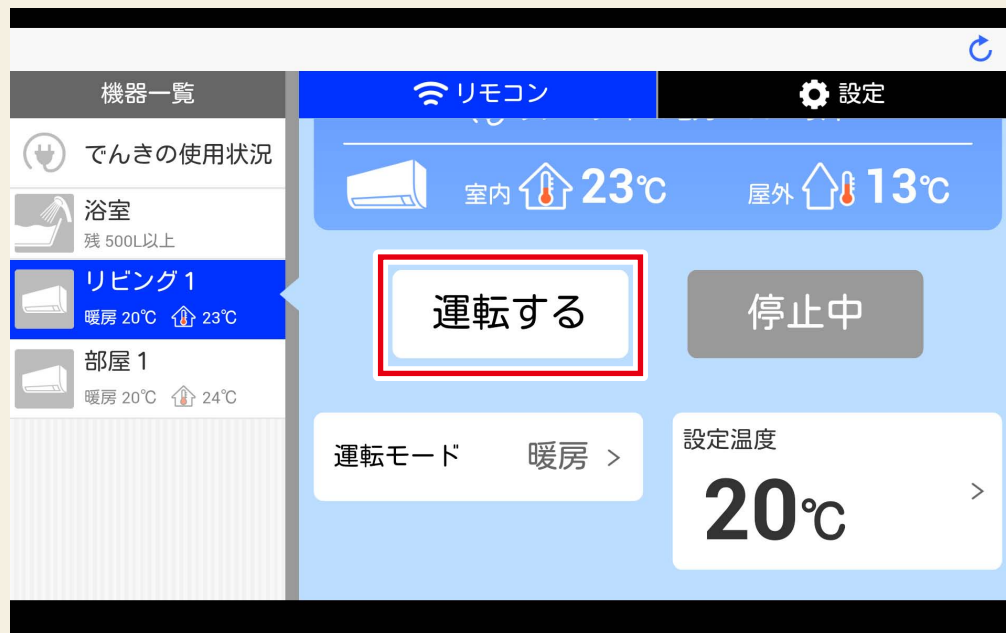 機器一覧
リモコン
設定
でんきの使用状況
浴室
残 500L以上
リビング1
暖房 20℃ 23℃
部屋1
暖房 20℃ 24℃
室内 23℃
屋外 13℃
運転する
停止中
運転モード 暖房 >
設定温度
20℃ >